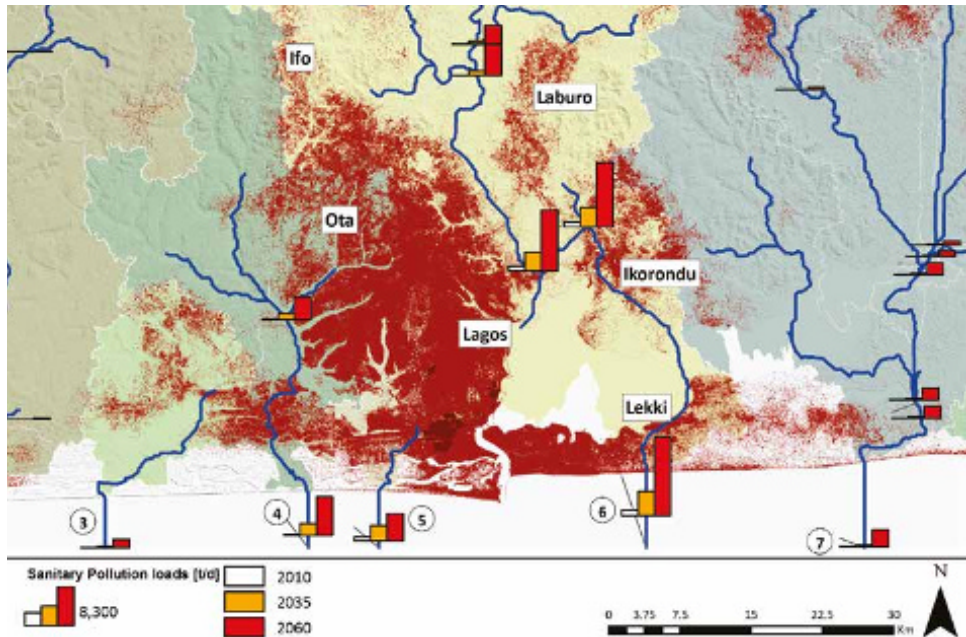 Ifo
Laburo
Ota
Ikorondu
Lagos
Lekki
3
4
5
6
7
Sanitary Pollution loads [t/d]
8,300
2010
2035
2060
N
0 3.75 7.5 15 22.5 30
Km